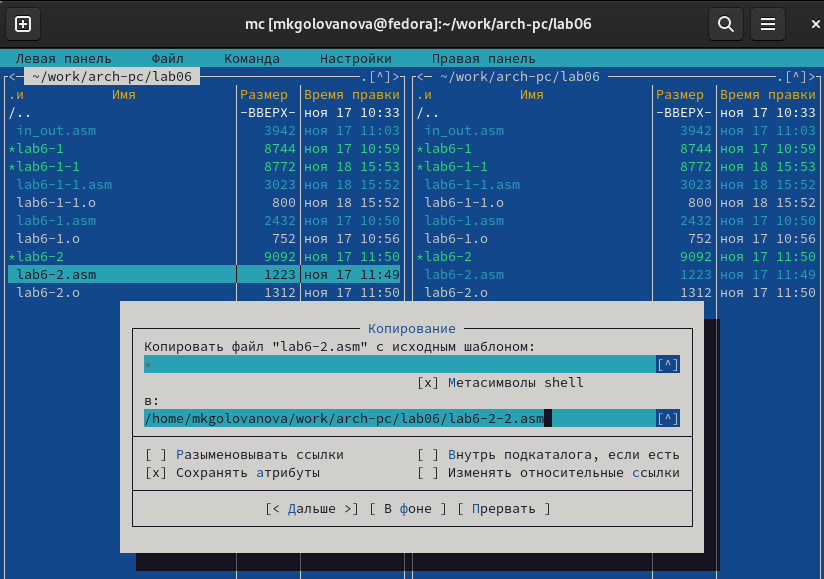 mc [mkgolovanova@fedora]:~/work/arch-pc/lab06
Левая панель Файл Команда Настройки Правая панель
<─ ~/work/arch-pc/lab06 ─.[^]>
.и Имя Размер Время правки
/.. -ВВЕРХ- ноя 17 10:33
in_out.asm 3942 ноя 17 11:03
*lab6-1 8744 ноя 17 10:59
*lab6-1-1 8772 ноя 18 15:53
lab6-1-1.asm 3023 ноя 18 15:52
lab6-1-1.o 800 ноя 18 15:52
lab6-1.asm 2432 ноя 17 10:50
lab6-1.o 752 ноя 17 10:56
*lab6-2 9092 ноя 17 11:50
lab6-2.asm 1223 ноя 17 11:49
lab6-2.o 1312 ноя 17 11:50
<─ ~/work/arch-pc/lab06 ─.[^]>
.и Имя Размер Время правки
/.. -ВВЕРХ- ноя 17 10:33
in_out.asm 3942 ноя 17 11:03
*lab6-1 8744 ноя 17 10:59
*lab6-1-1 8772 ноя 18 15:53
lab6-1-1.asm 3023 ноя 18 15:52
lab6-1-1.o 800 ноя 18 15:52
lab6-1.asm 2432 ноя 17 10:50
lab6-1.o 752 ноя 17 10:56
*lab6-2 9092 ноя 17 11:50
lab6-2.asm 1223 ноя 17 11:49
lab6-2.o 1312 ноя 17 11:50
Копирование
Копировать файл "lab6-2.asm" с исходным шаблоном:
* [^]
[x] Метасимволы shell
в:
/home/mkgolovanova/work/arch-pc/lab06/lab6-2-2.asm [^]
[ ] Разыменовывать ссылки [ ] Внутрь подкаталога, если есть
[x] Сохранять атрибуты [ ] Изменять относительные ссылки
[< Дальше >] [ В фоне ] [ Прервать ]